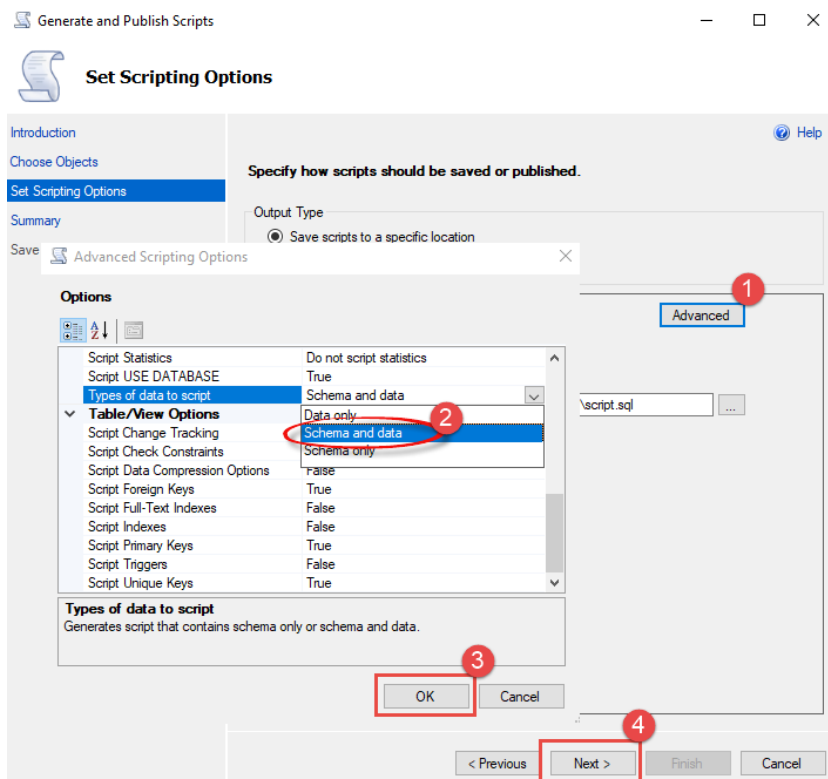 Generate and Publish Scripts
Set Scripting Options
Introduction
Help
Choose Objects
Specify how scripts should be saved or published.
Set Scripting Options
Summary
Output Type
Save scripts to a specific location
Save
Advanced Scripting Options
1
Advanced
Options
Script Statistics Do not script statistics
Script USE DATABASE True
Types of data to script Schema and data
\script.sql ...
Table/View Options Data only
2
Script Change Tracking Schema and data
Script Check Constraints Schema only
Script Data Compression Options False
Script Foreign Keys True
Script Full-Text Indexes False
Script Indexes False
Script Primary Keys True
Script Triggers False
Script Unique Keys True
Types of data to script
Generates script that contains schema only or schema and data.
3
OK Cancel
4
< Previous Next > Finish Cancel